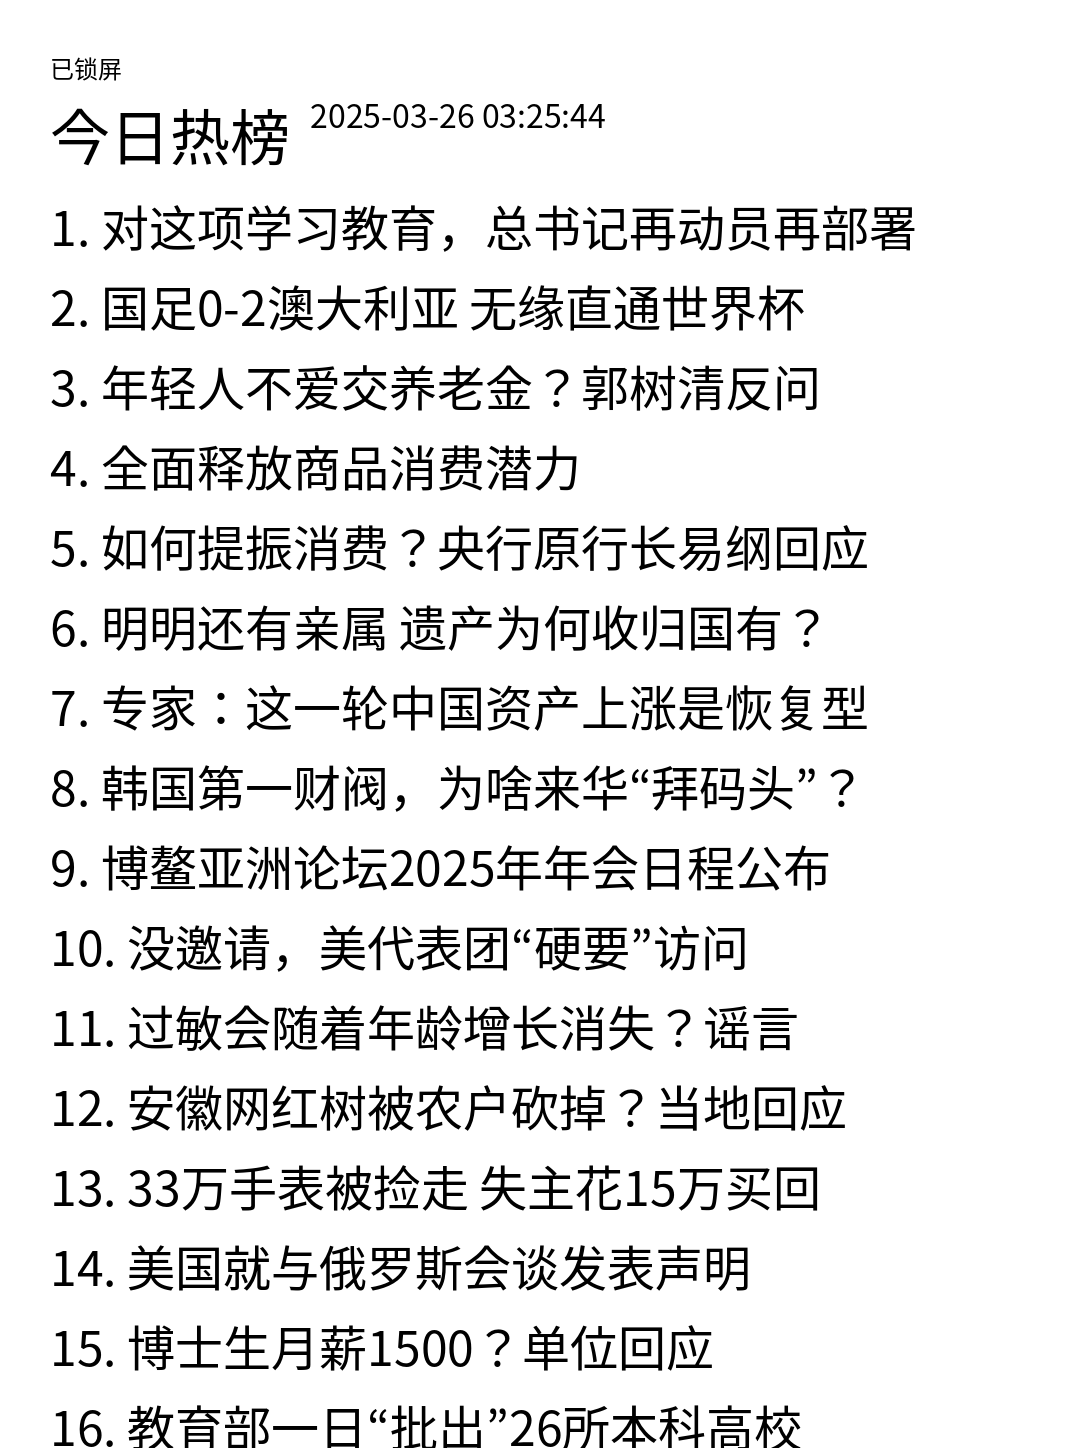 已锁屏
今日热榜 2025-03-26 03:25:44
1. 对这项学习教育，总书记再动员再部署
2. 国足0-2澳大利亚 无缘直通世界杯
3. 年轻人不爱交养老金？郭树清反问
4. 全面释放商品消费潜力
5. 如何提振消费？央行原行长易纲回应
6. 明明还有亲属 遗产为何收归国有？
7. 专家：这一轮中国资产上涨是恢复型
8. 韩国第一财阀，为啥来华“拜码头”？
9. 博鳌亚洲论坛2025年年会日程公布
10. 没邀请，美代表团“硬要”访问
11. 过敏会随着年龄增长消失？谣言
12. 安徽网红树被农户砍掉？当地回应
13. 33万手表被捡走 失主花15万买回
14. 美国就与俄罗斯会谈发表声明
15. 博士生月薪1500？单位回应
16. 教育部一日“批出”26所本科高校